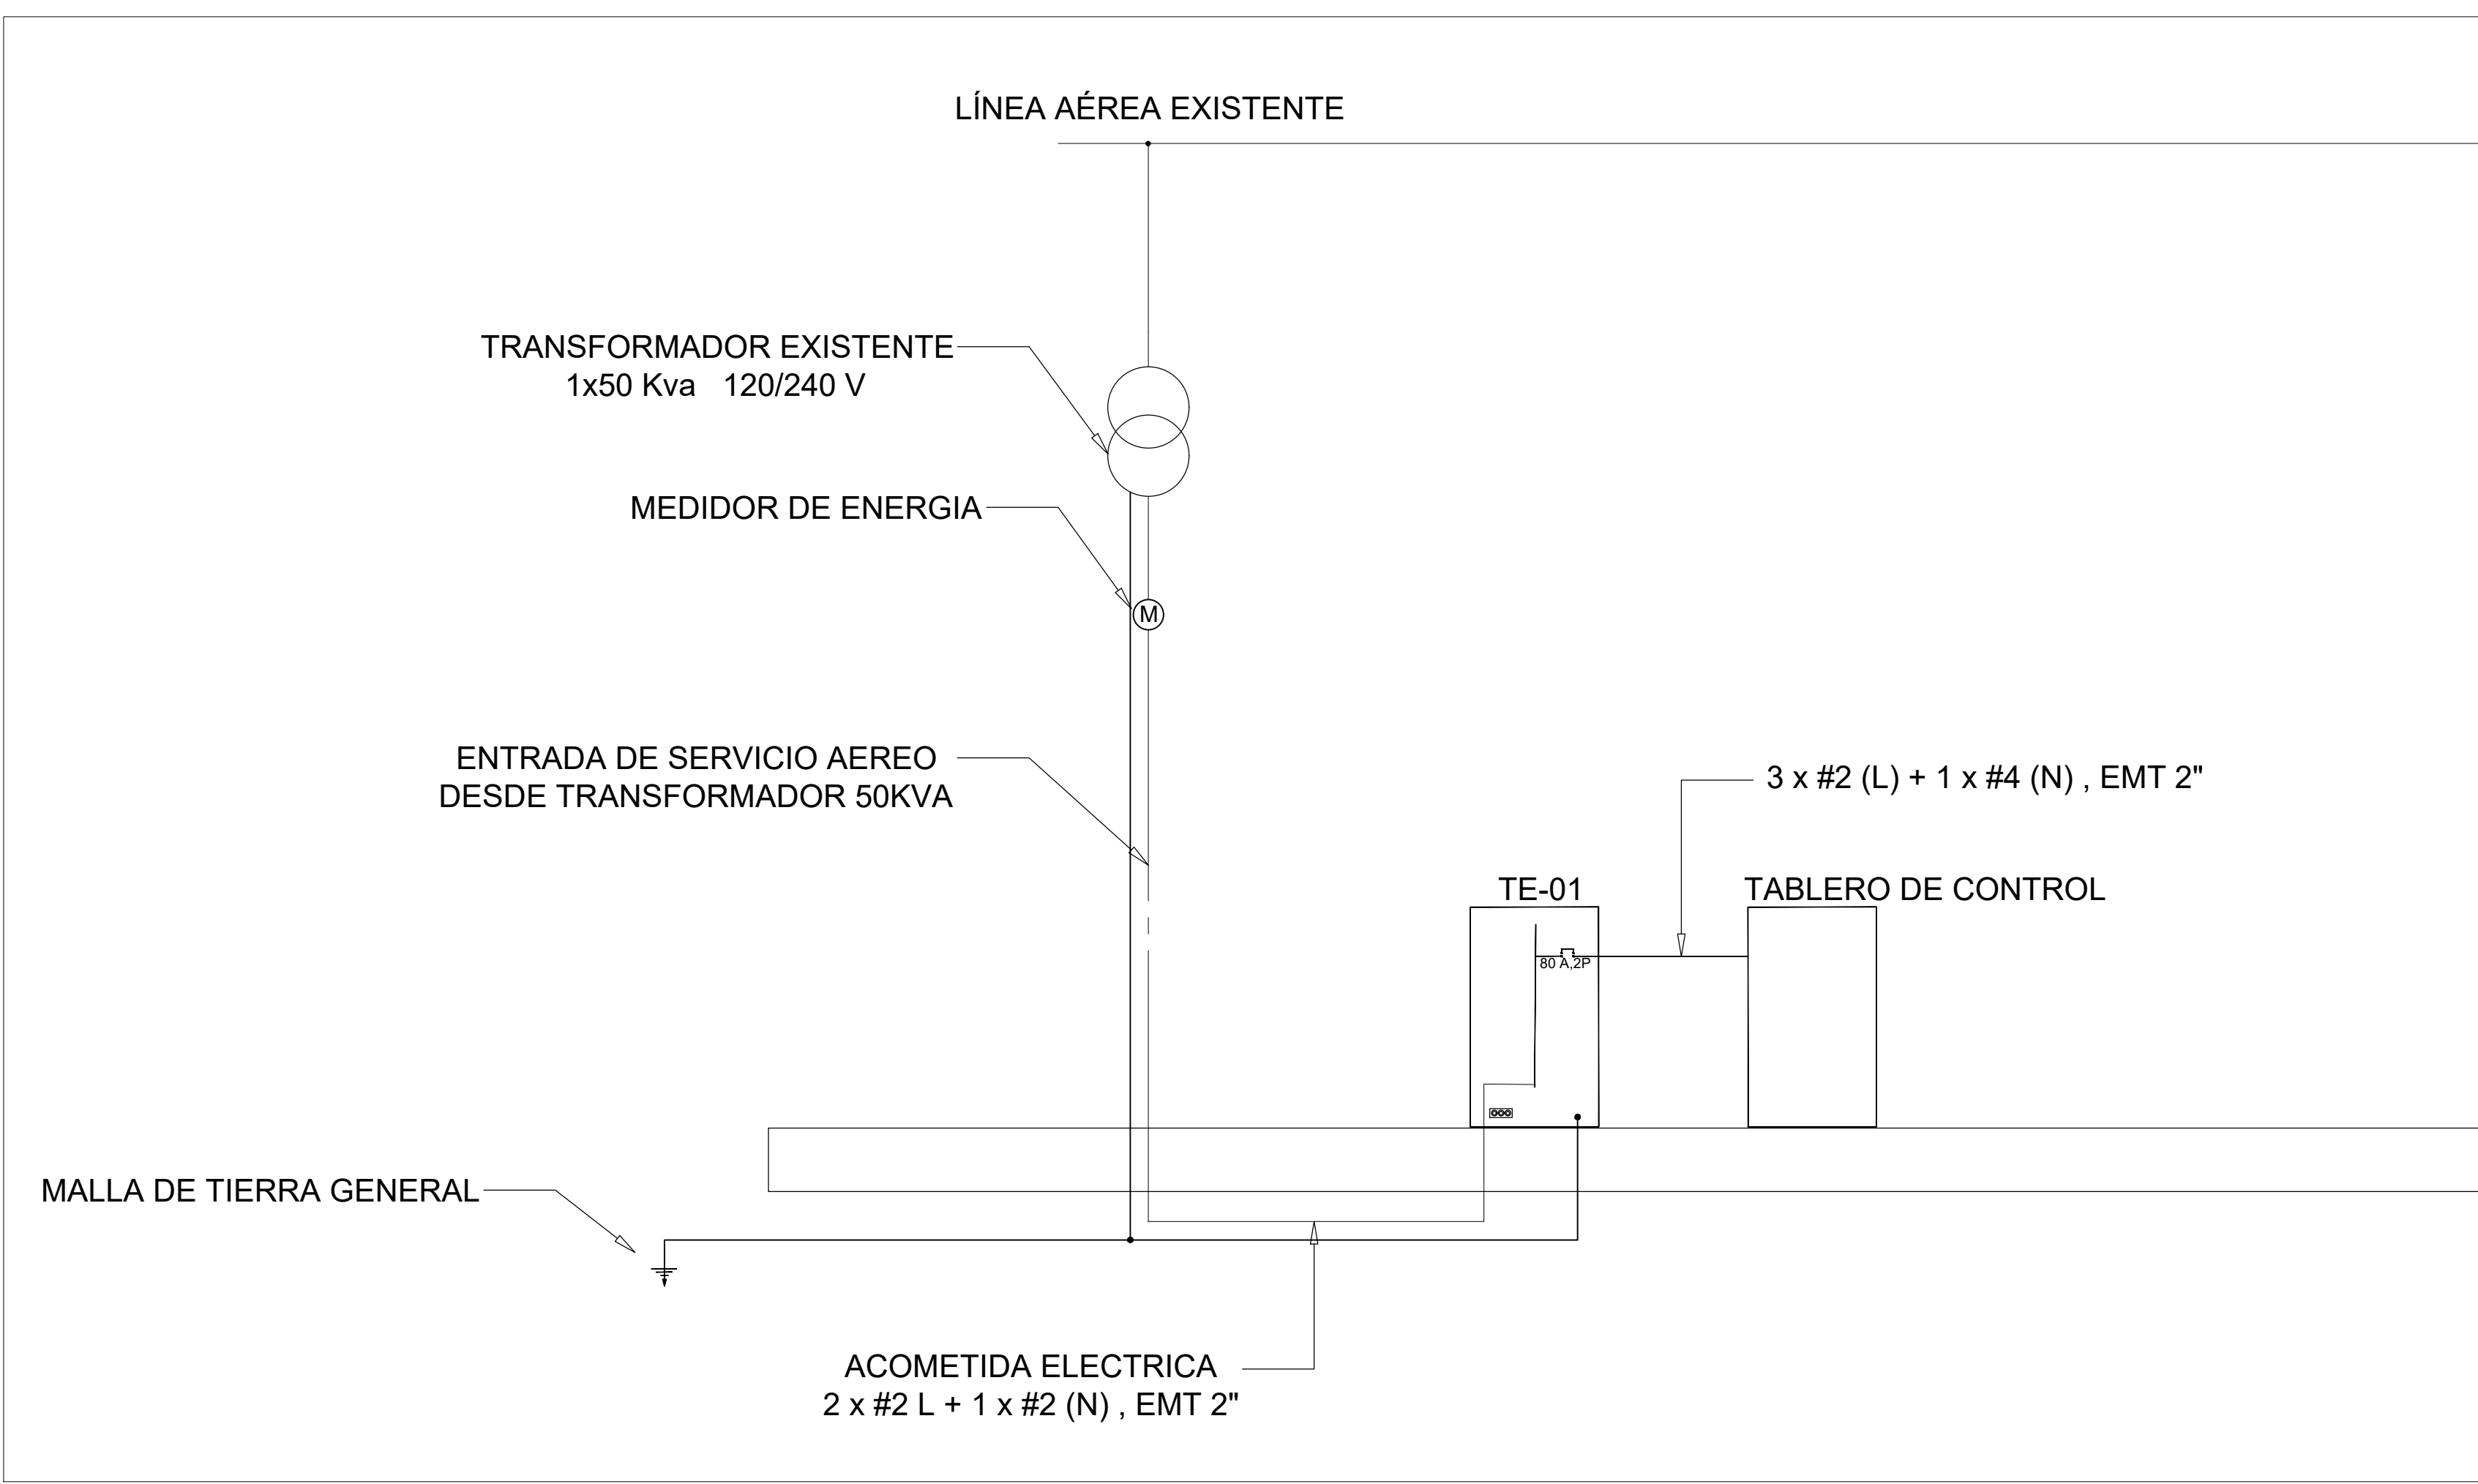 LÍNEA AÉREA EXISTENTE
TRANSFORMADOR EXISTENTE
1x50 Kva 120/240 V
MEDIDOR DE ENERGIA
M
ENTRADA DE SERVICIO AEREO
DESDE TRANSFORMADOR 50KVA
3 x #2 (L) + 1 x #4 (N) , EMT 2"
TE-01
TABLERO DE CONTROL
80 A,2P
MALLA DE TIERRA GENERAL
ACOMETIDA ELECTRICA
2 x #2 L + 1 x #2 (N) , EMT 2"